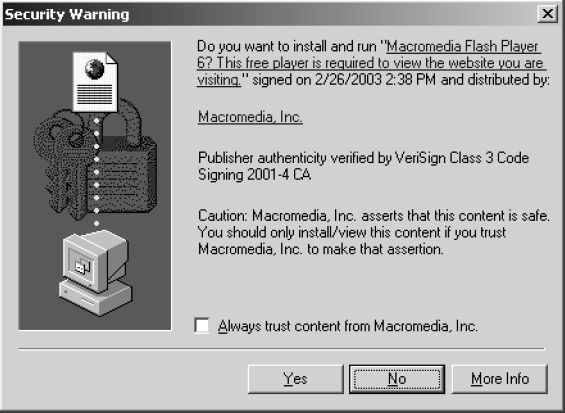 Security Warning
Do you want to install and run "Macromedia Flash Player
6? This free player is required to view the website you are
visiting." signed on 2/26/2003 2:38 PM and distributed by:
Macromedia, Inc.
Publisher authenticity verified by VeriSign Class 3 Code
Signing 2001-4 CA
Caution: Macromedia, Inc. asserts that this content is safe.
You should only install/view this content if you trust
Macromedia, Inc. to make that assertion.
Always trust content from Macromedia, Inc.
Yes
No
More Info